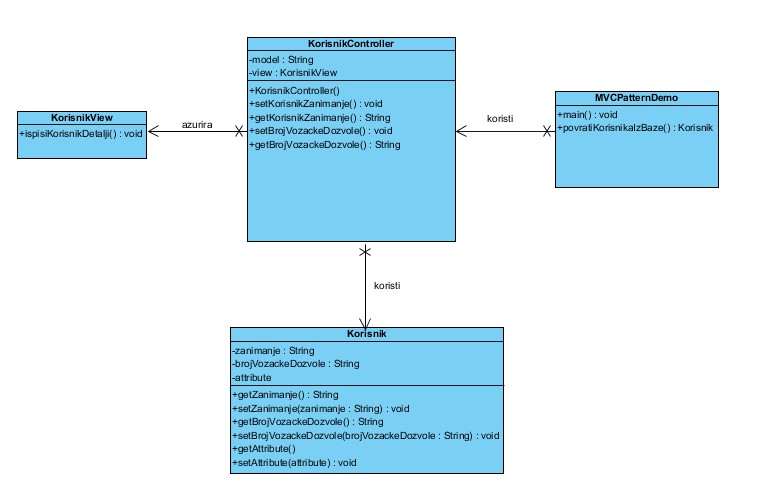 KorisnikController
-model : String
-view : KorisnikView
+KorisnikController()
+setKorisnikZanimanje() : void
+getKorisnikZanimanje() : String
+setBrojVozackeDozvole() : void
+getBrojVozackeDozvole() : String
KorisnikView
+ispisiKorisnikDetalji() : void
azurira
koristi
MVCPatternDemo
+main() : void
+povratiKorisnikaIzBaze() : Korisnik
koristi
Korisnik
-zanimanje : String
-brojVozackeDozvole : String
-attribute
+getZanimanje() : String
+setZanimanje(zanimanje : String) : void
+getBrojVozackeDozvole() : String
+setBrojVozackeDozvole(brojVozackeDozvole : String) : void
+getAttribute()
+setAttribute(attribute) : void